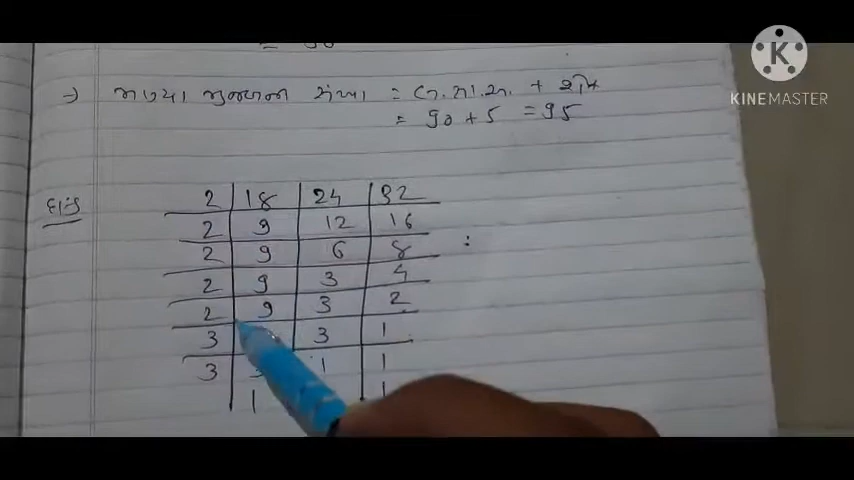 → નાનામાં નાની સંખ્યા = લ.સા.અ. + શેષ
= 90 + 5 = 95
દા.ત
2 | 18 | 24 | 32
2 | 9 | 12 | 16
2 | 9 | 6 | 8 :
2 | 9 | 3 | 4
2 | 9 | 3 | 2
3 | | 3 | 1
3 | | 1 | 1
1 | | 1
K
KINEMASTER